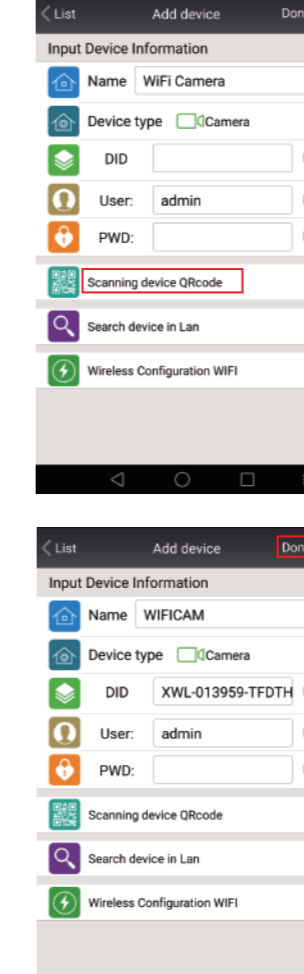 List Add device Don
Input Device Information
Name WiFi Camera
Device type Camera
DID
User: admin
PWD:
Scanning device QRcode
Search device in Lan
Wireless Configuration WIFI
List Add device Don
Input Device Information
Name WIFICAM
Device type Camera
DID XWL-013959-TFDTH
User: admin
PWD:
Scanning device QRcode
Search device in Lan
Wireless Configuration WIFI